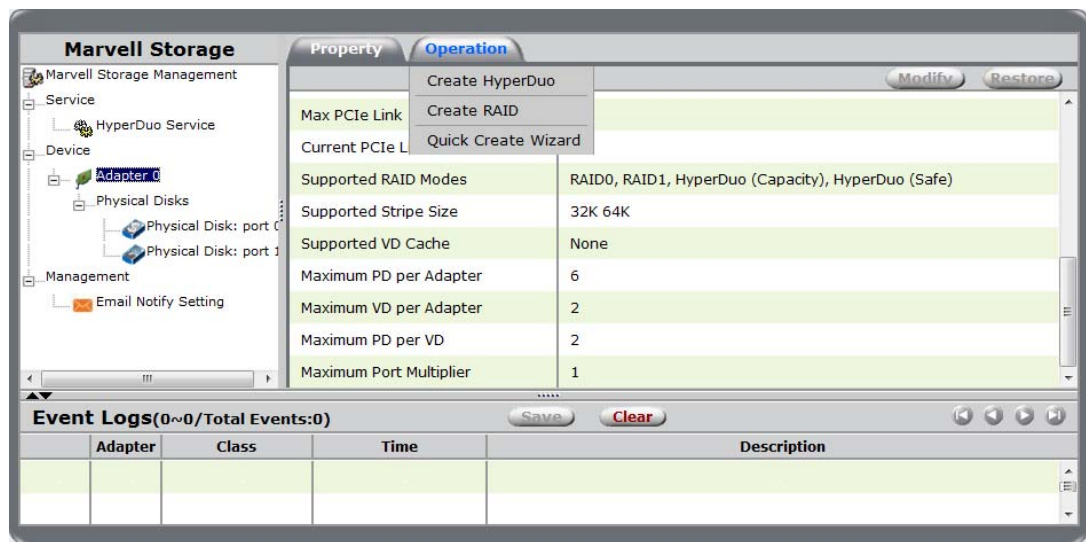 Marvell Storage
Marvell Storage Management
Service
HyperDuo Service
Device
Adapter 0
Physical Disks
Physical Disk: port
Physical Disk: port
Management
Email Notify Setting
Property
Operation
Create HyperDuo
Create RAID
Quick Create Wizard
Modify
Restore
Max PCIe Link
Current PCIe
Supported RAID Modes RAID0, RAID1, HyperDuo (Capacity), HyperDuo (Safe)
Supported Stripe Size 32K 64K
Supported VD Cache None
Maximum PD per Adapter 6
Maximum VD per Adapter 2
Maximum PD per VD 2
Maximum Port Multiplier 1
Event Logs(0~0/Total Events:0)
Save
Clear
Adapter Class Time Description